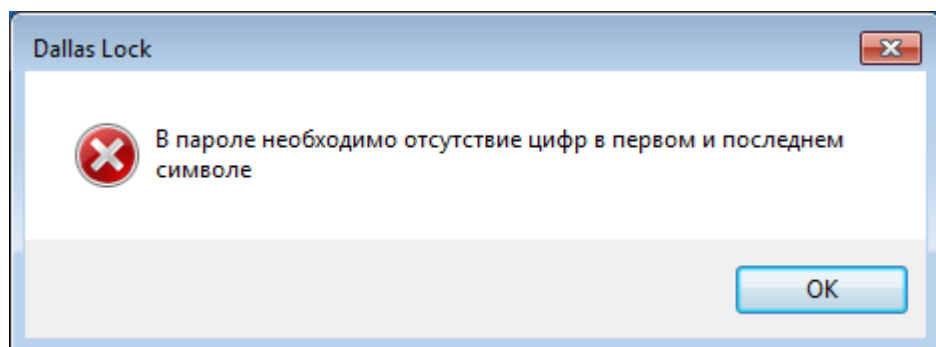 Dallas Lock
В пароле необходимо отсутствие цифр в первом и последнем
символе
OK